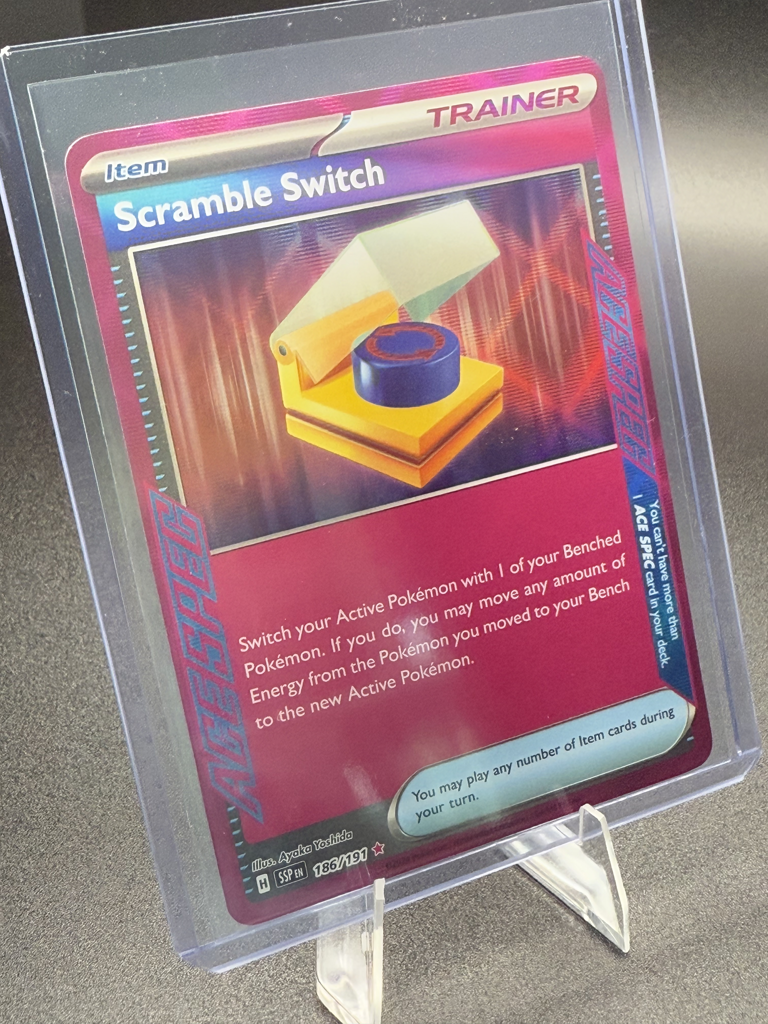 TRAINER
Item
Scramble Switch
ACE SPEC
You can't have more than
1 ACE SPEC card in your deck.
ACE SPEC
Switch your Active Pokémon with 1 of your Benched
Pokémon. If you do, you may move any amount of
Energy from the Pokémon you moved to your Bench
to the new Active Pokémon.
You may play any number of Item cards during
your turn.
Illus. Ayaka Yoshida
H SSP EN 186/191